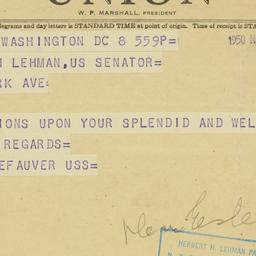 UNION
W. P. MARSHALL, PRESIDENT
legrams and day letters is STANDARD TIME at point of origin. Time of receipt is STA
WASHINGTON DC 8 559P=
1950 N
LEHMAN, US SENATOR=
RK AVE:
IONS UPON YOUR SPLENDID AND WEL
REGARDS=
EFAUVER USS=
HERBERT H. LEHMAN PA